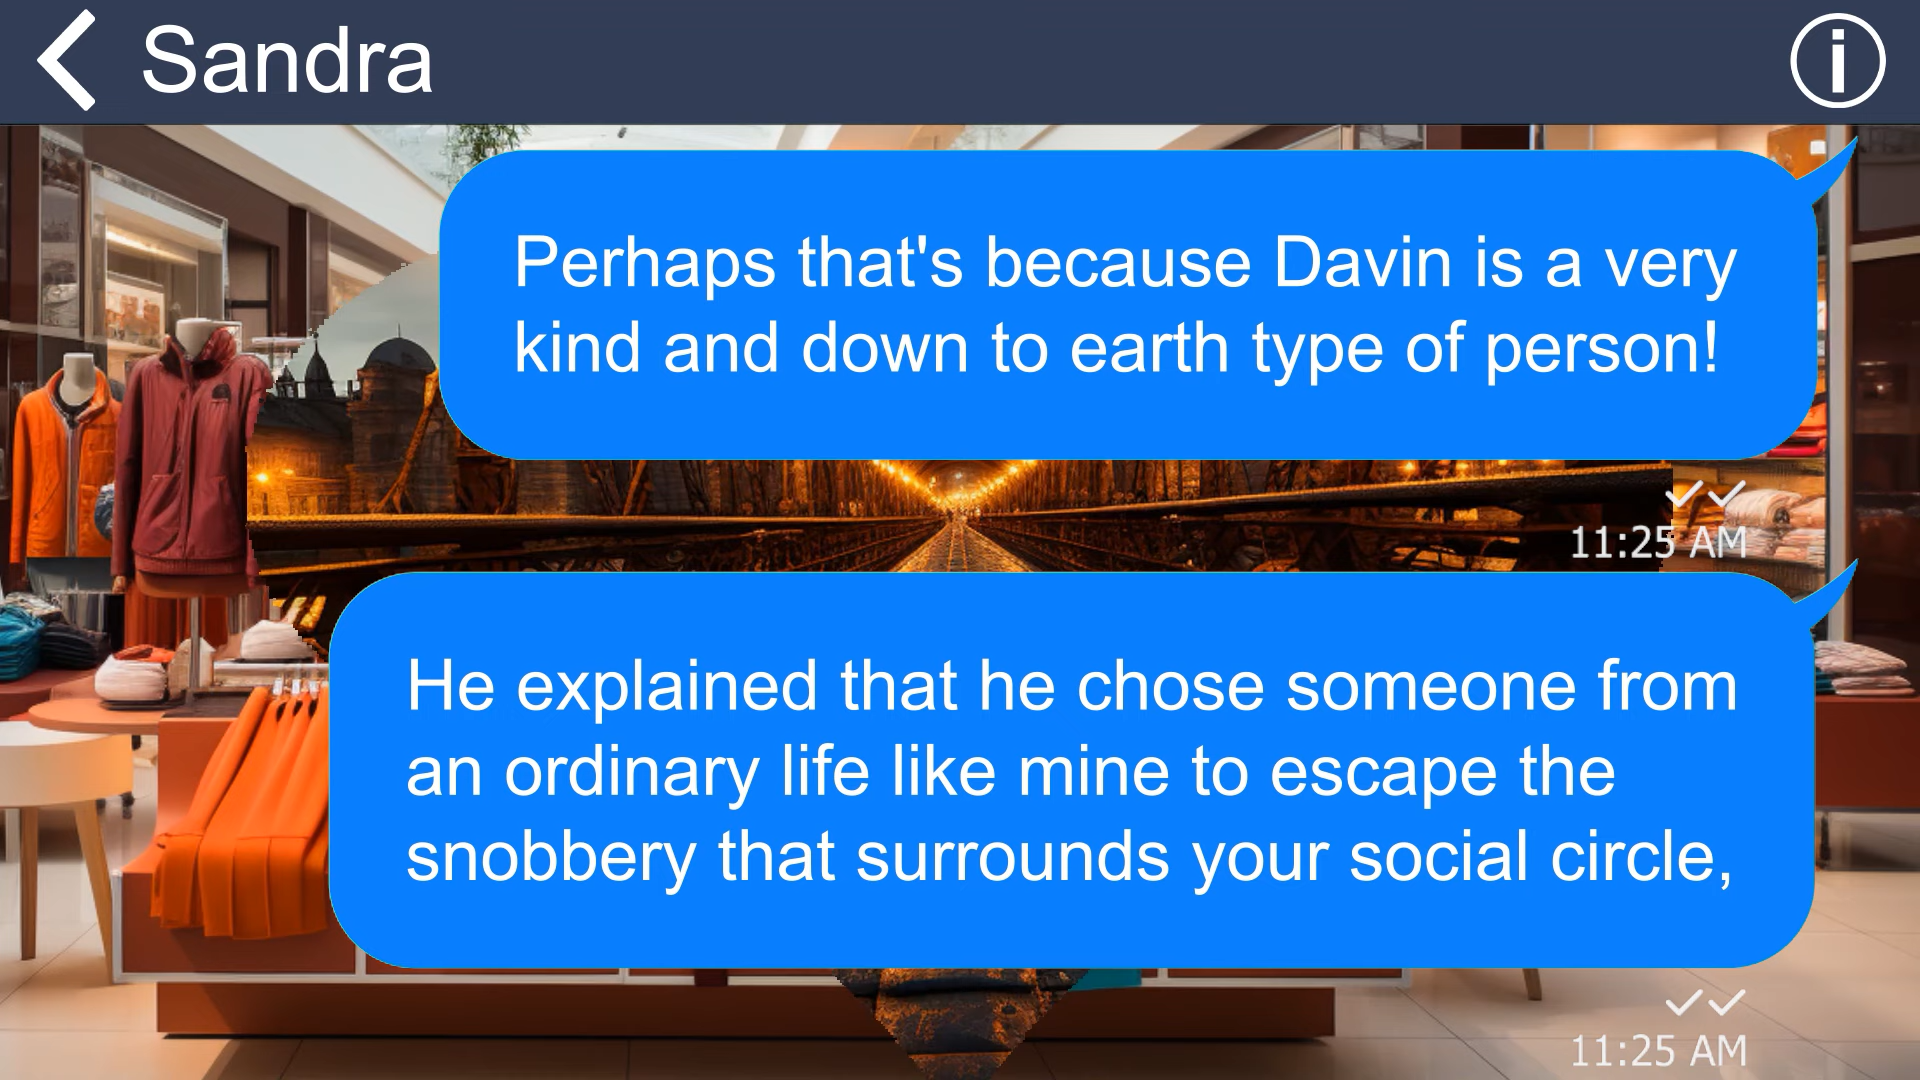 Sandra
Perhaps that's because Davin is a very
kind and down to earth type of person!
11:25 AM
He explained that he chose someone from
an ordinary life like mine to escape the
snobbery that surrounds your social circle,
11:25 AM